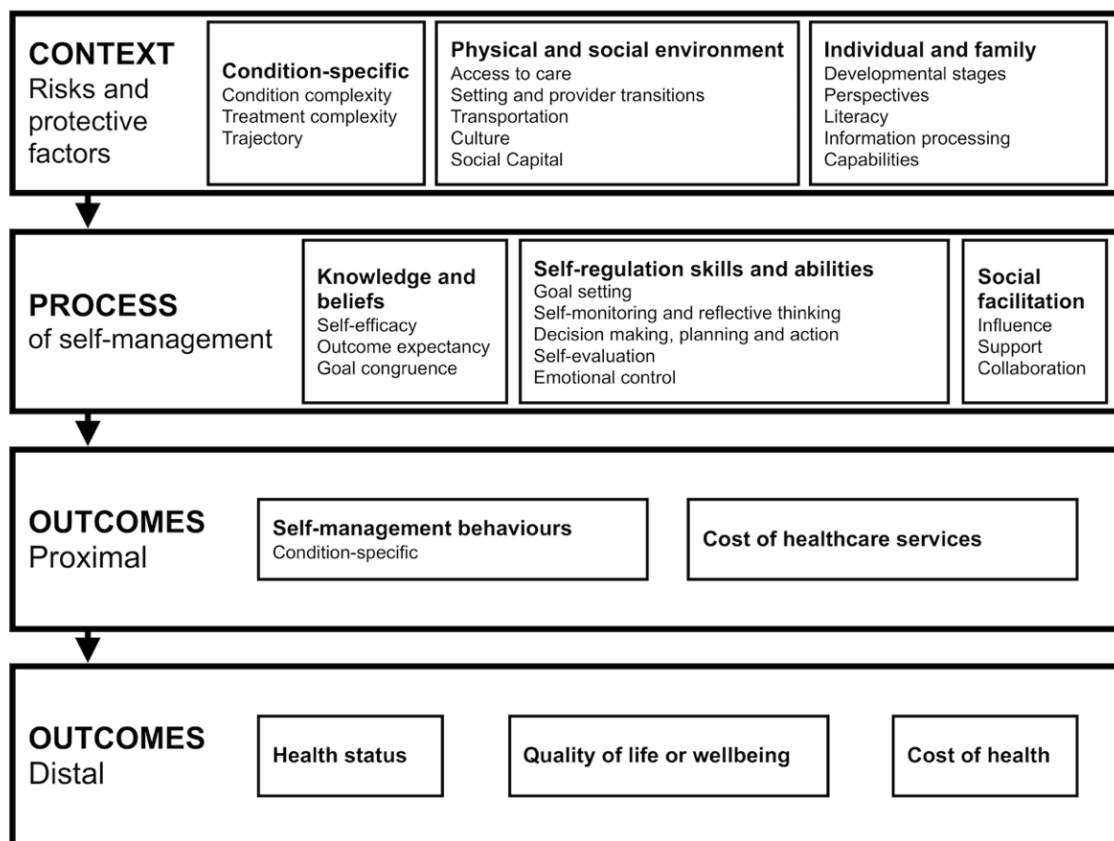 CONTEXT
Risks and
protective
factors
Condition-specific
Condition complexity
Treatment complexity
Trajectory
Physical and social environment
Access to care
Setting and provider transitions
Transportation
Culture
Social Capital
Individual and family
Developmental stages
Perspectives
Literacy
Information processing
Capabilities
PROCESS
of self-management
Knowledge and
beliefs
Self-efficacy
Outcome expectancy
Goal congruence
Self-regulation skills and abilities
Goal setting
Self-monitoring and reflective thinking
Decision making, planning and action
Self-evaluation
Emotional control
Social
facilitation
Influence
Support
Collaboration
OUTCOMES
Proximal
Self-management behaviours
Condition-specific
Cost of healthcare services
OUTCOMES
Distal
Health status
Quality of life or wellbeing
Cost of health